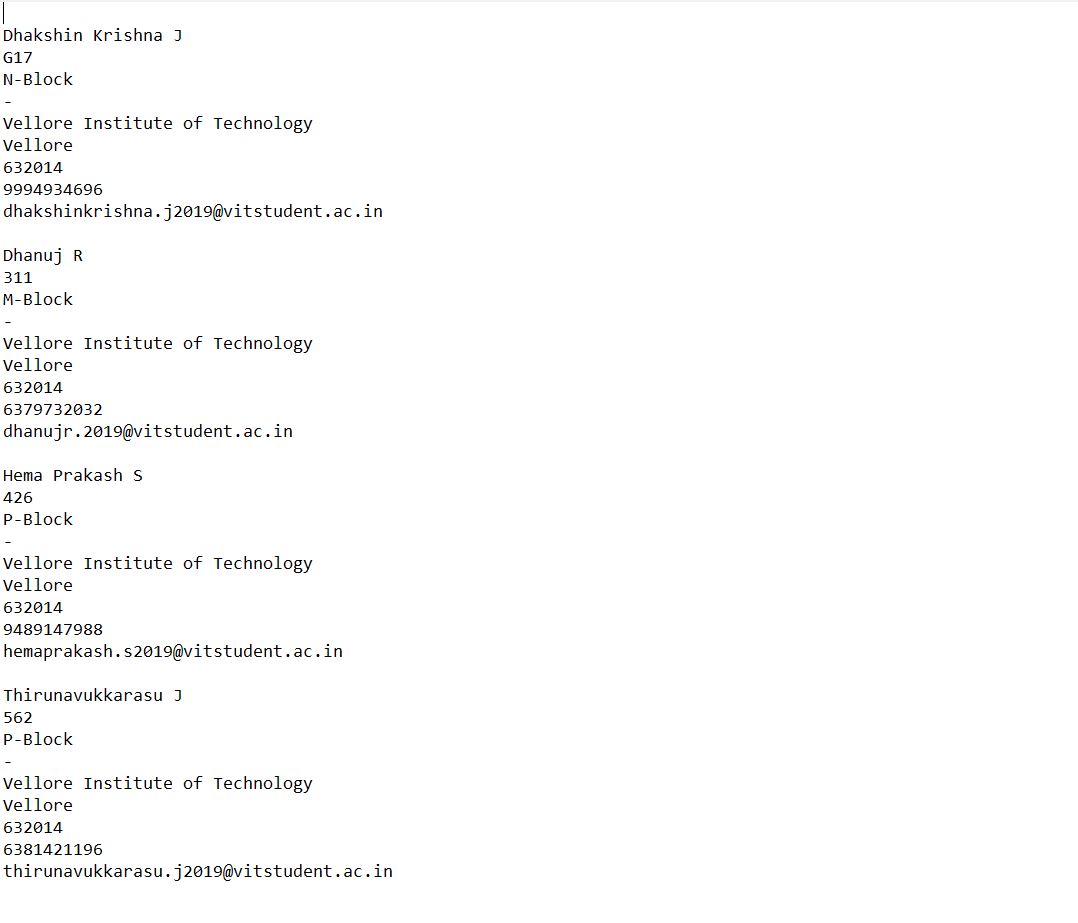 Dhakshin Krishna J
G17
N-Block
-
Vellore Institute of Technology
Vellore
632014
9994934696
dhakshinkrishna.j2019@vitstudent.ac.in

Dhanuj R
311
M-Block
-
Vellore Institute of Technology
Vellore
632014
6379732032
dhanujr.2019@vitstudent.ac.in

Hema Prakash S
426
P-Block
-
Vellore Institute of Technology
Vellore
632014
9489147988
hemaprakash.s2019@vitstudent.ac.in

Thirunavukkarasu J
562
P-Block
-
Vellore Institute of Technology
Vellore
632014
6381421196
thirunavukkarasu.j2019@vitstudent.ac.in